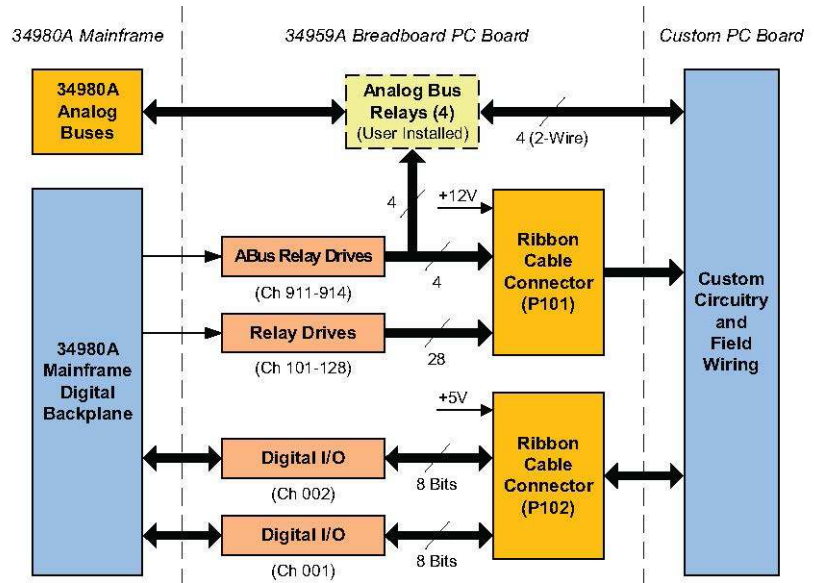 34980A Mainframe
34959A Breadboard PC Board
Custom PC Board
34980A
Analog
Buses
Analog Bus
Relays (4)
(User Installed)
4 (2-Wire)
4
+12V
ABus Relay Drives
(Ch 911-914)
4
Ribbon
Cable
Connector
(P101)
Relay Drives
(Ch 101-128)
28
34980A
Mainframe
Digital
Backplane
Custom
Circuitry
and
Field
Wiring
+5V
Digital I/O
(Ch 002)
8 Bits
Ribbon
Cable
Connector
(P102)
Digital I/O
(Ch 001)
8 Bits